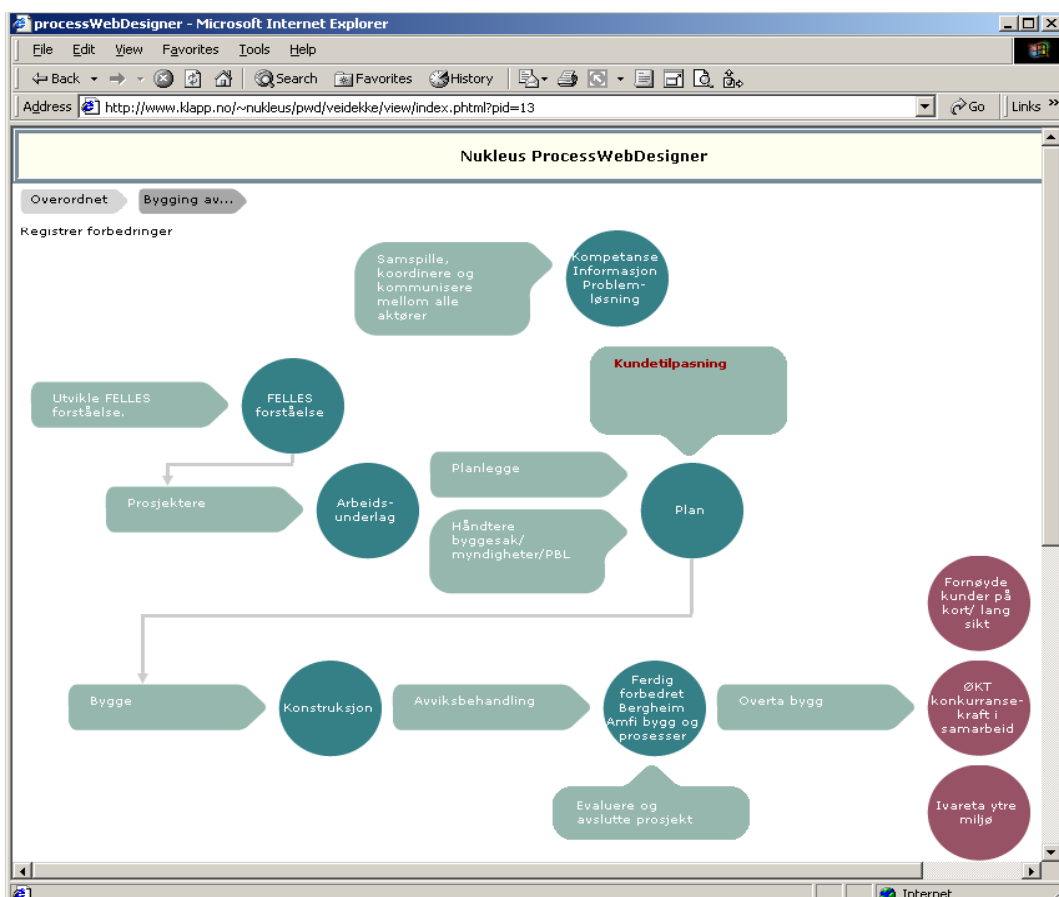 processWebDesigner - Microsoft Internet Explorer
File Edit View Favorites Tools Help
Back Search Favorites History
Address http://www.klapp.no/~nukleus/pwd/veidekke/view/index.phtml?pid=13 Go Links »
Nukleus ProcessWebDesigner
Overordnet Bygging av...
Registrer forbedringer
Samspille,
koordinere og
kommunisere
mellom alle
aktører
Kompetanse
Informasjon
Problem-
løsning
Kundetilpasning
Utvikle FELLES
forståelse.
FELLES
forståelse
Prosjektere
Arbeids-
underlag
Planlegge
Håndtere
byggesak/
myndigheter/PBL
Plan
Fornøyde
kunder på
kort/ lang
sikt
Bygge
Konstruksjon
Avviksbehandling
Ferdig
forbedret
Bergheim
Amfi bygg og
prosesser
Overta bygg
ØKT
konkurranse-
kraft i
samarbeid
Evaluere og
avslutte prosjekt
Ivareta ytre
miljø
Internet